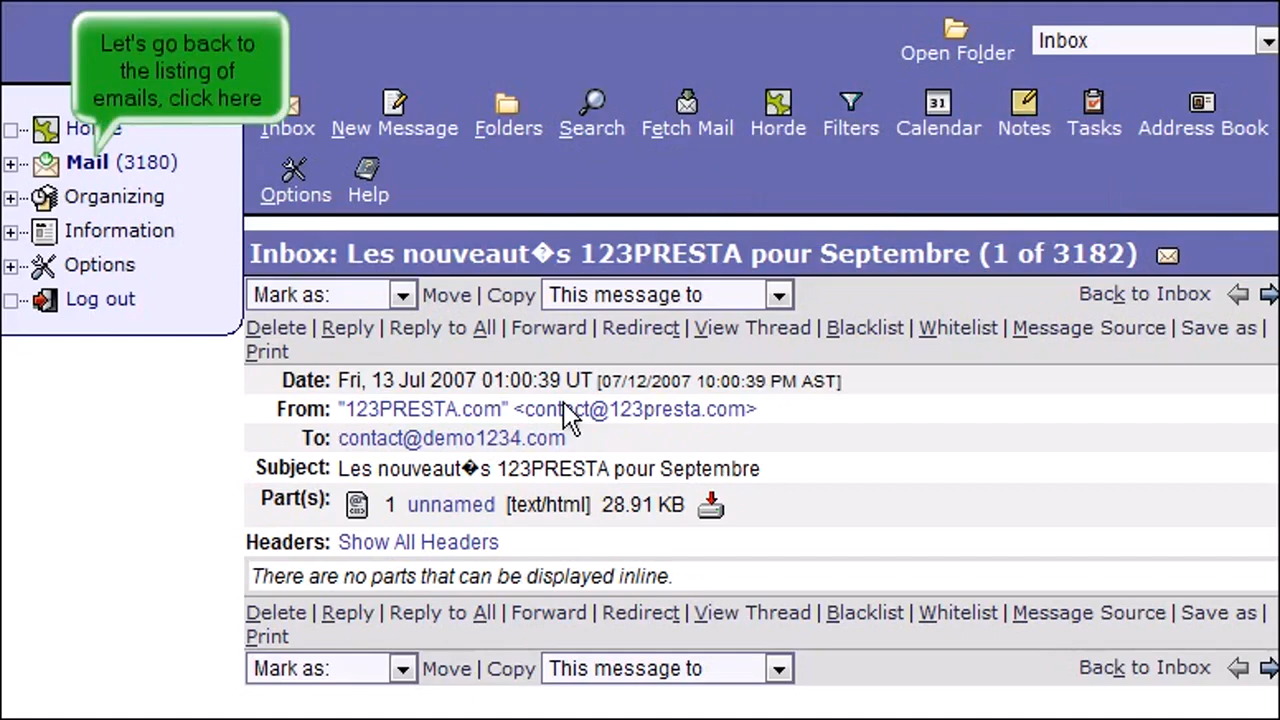 Let's go back to
the listing of
emails, click here
Open Folder
Inbox
Mail (3180)
Organizing
Information
Options
Log out
Inbox New Message Folders Search Fetch Mail Horde Filters Calendar Notes Tasks Address Book
Options Help
Inbox: Les nouveaut�s 123PRESTA pour Septembre (1 of 3182)
Mark as: Move | Copy This message to Back to Inbox
Delete | Reply | Reply to All | Forward | Redirect | View Thread | Blacklist | Whitelist | Message Source | Save as |
Print
Date: Fri, 13 Jul 2007 01:00:39 UT [07/12/2007 10:00:39 PM AST]
From: "123PRESTA.com" <contact@123presta.com>
To: contact@demo1234.com
Subject: Les nouveaut�s 123PRESTA pour Septembre
Part(s): 1 unnamed [text/html] 28.91 KB
Headers: Show All Headers
There are no parts that can be displayed inline.
Delete | Reply | Reply to All | Forward | Redirect | View Thread | Blacklist | Whitelist | Message Source | Save as |
Print
Mark as: Move | Copy This message to Back to Inbox